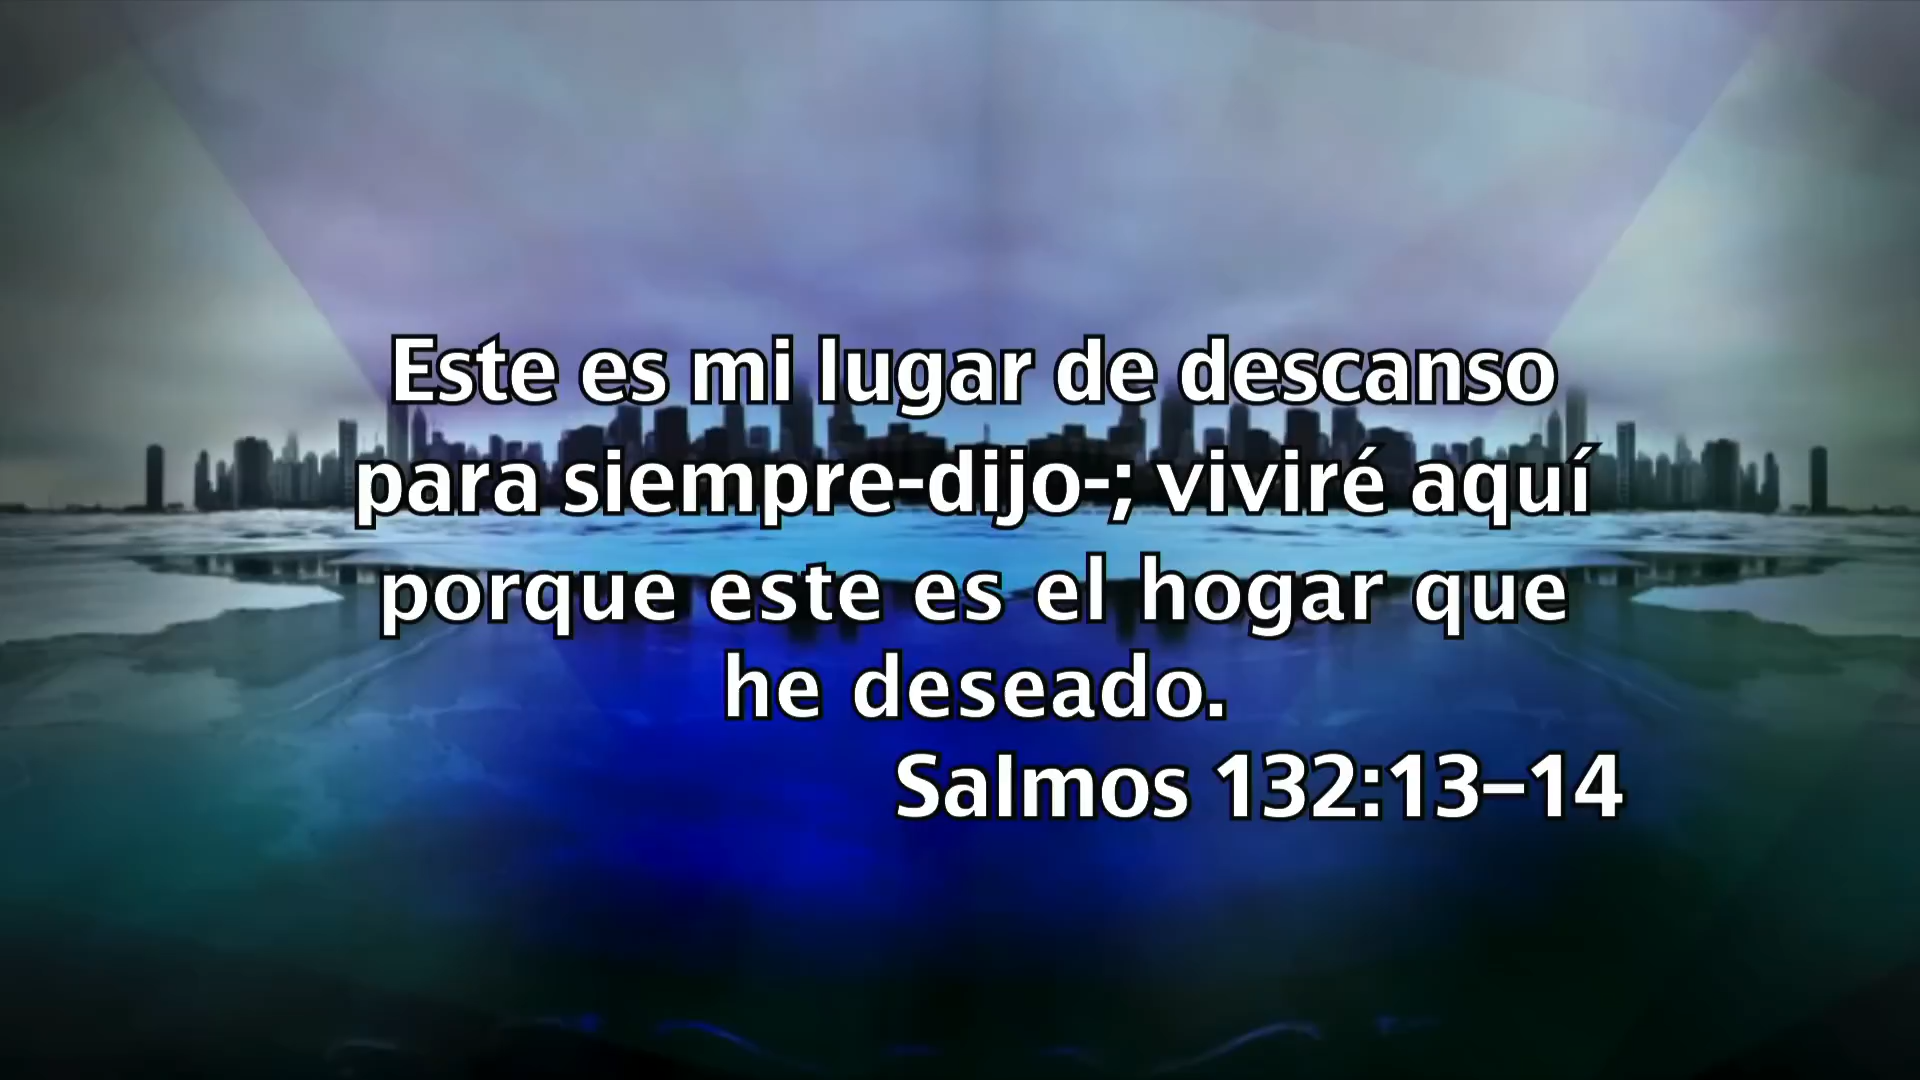 Este es mi lugar de descanso
para siempre-dijo-; viviré aquí
porque este es el hogar que
he deseado.
Salmos 132:13–14